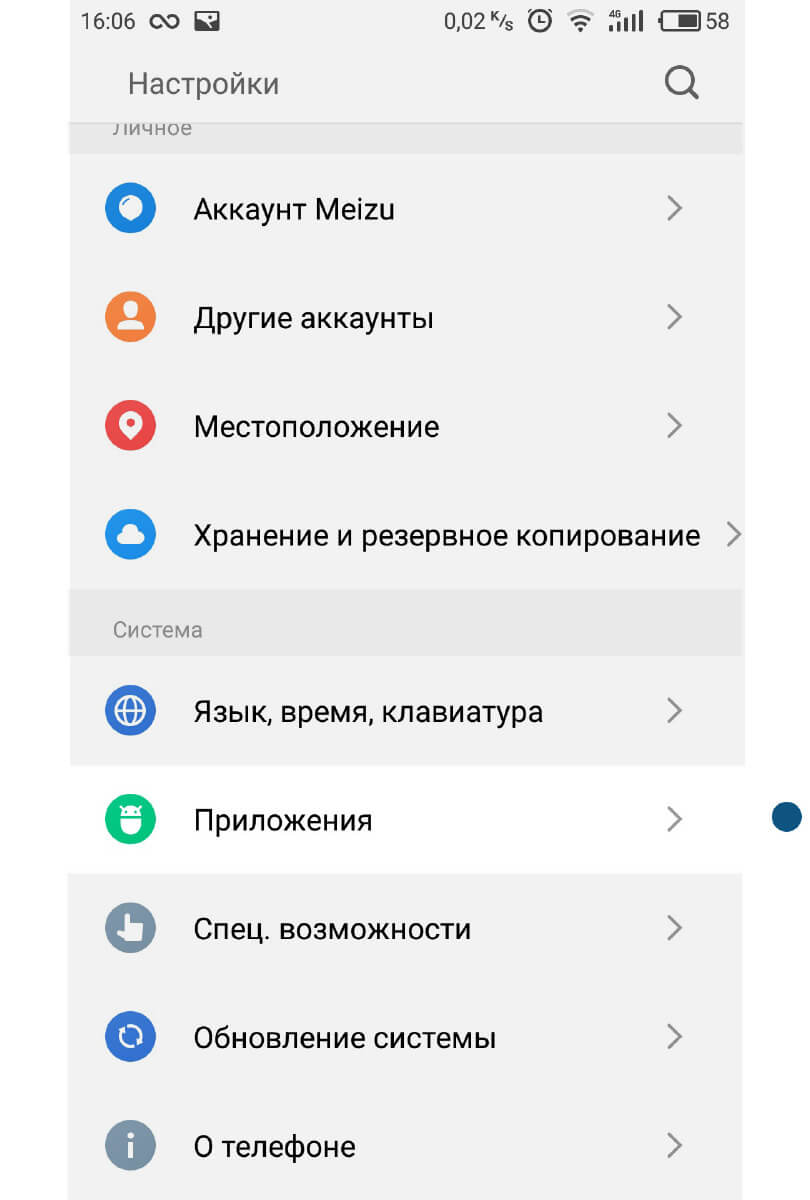 16:06 0,02 K/s 4G 58
Настройки
Личное
Аккаунт Meizu
Другие аккаунты
Местоположение
Хранение и резервное копирование
Система
Язык, время, клавиатура
Приложения
Спец. возможности
Обновление системы
О телефоне